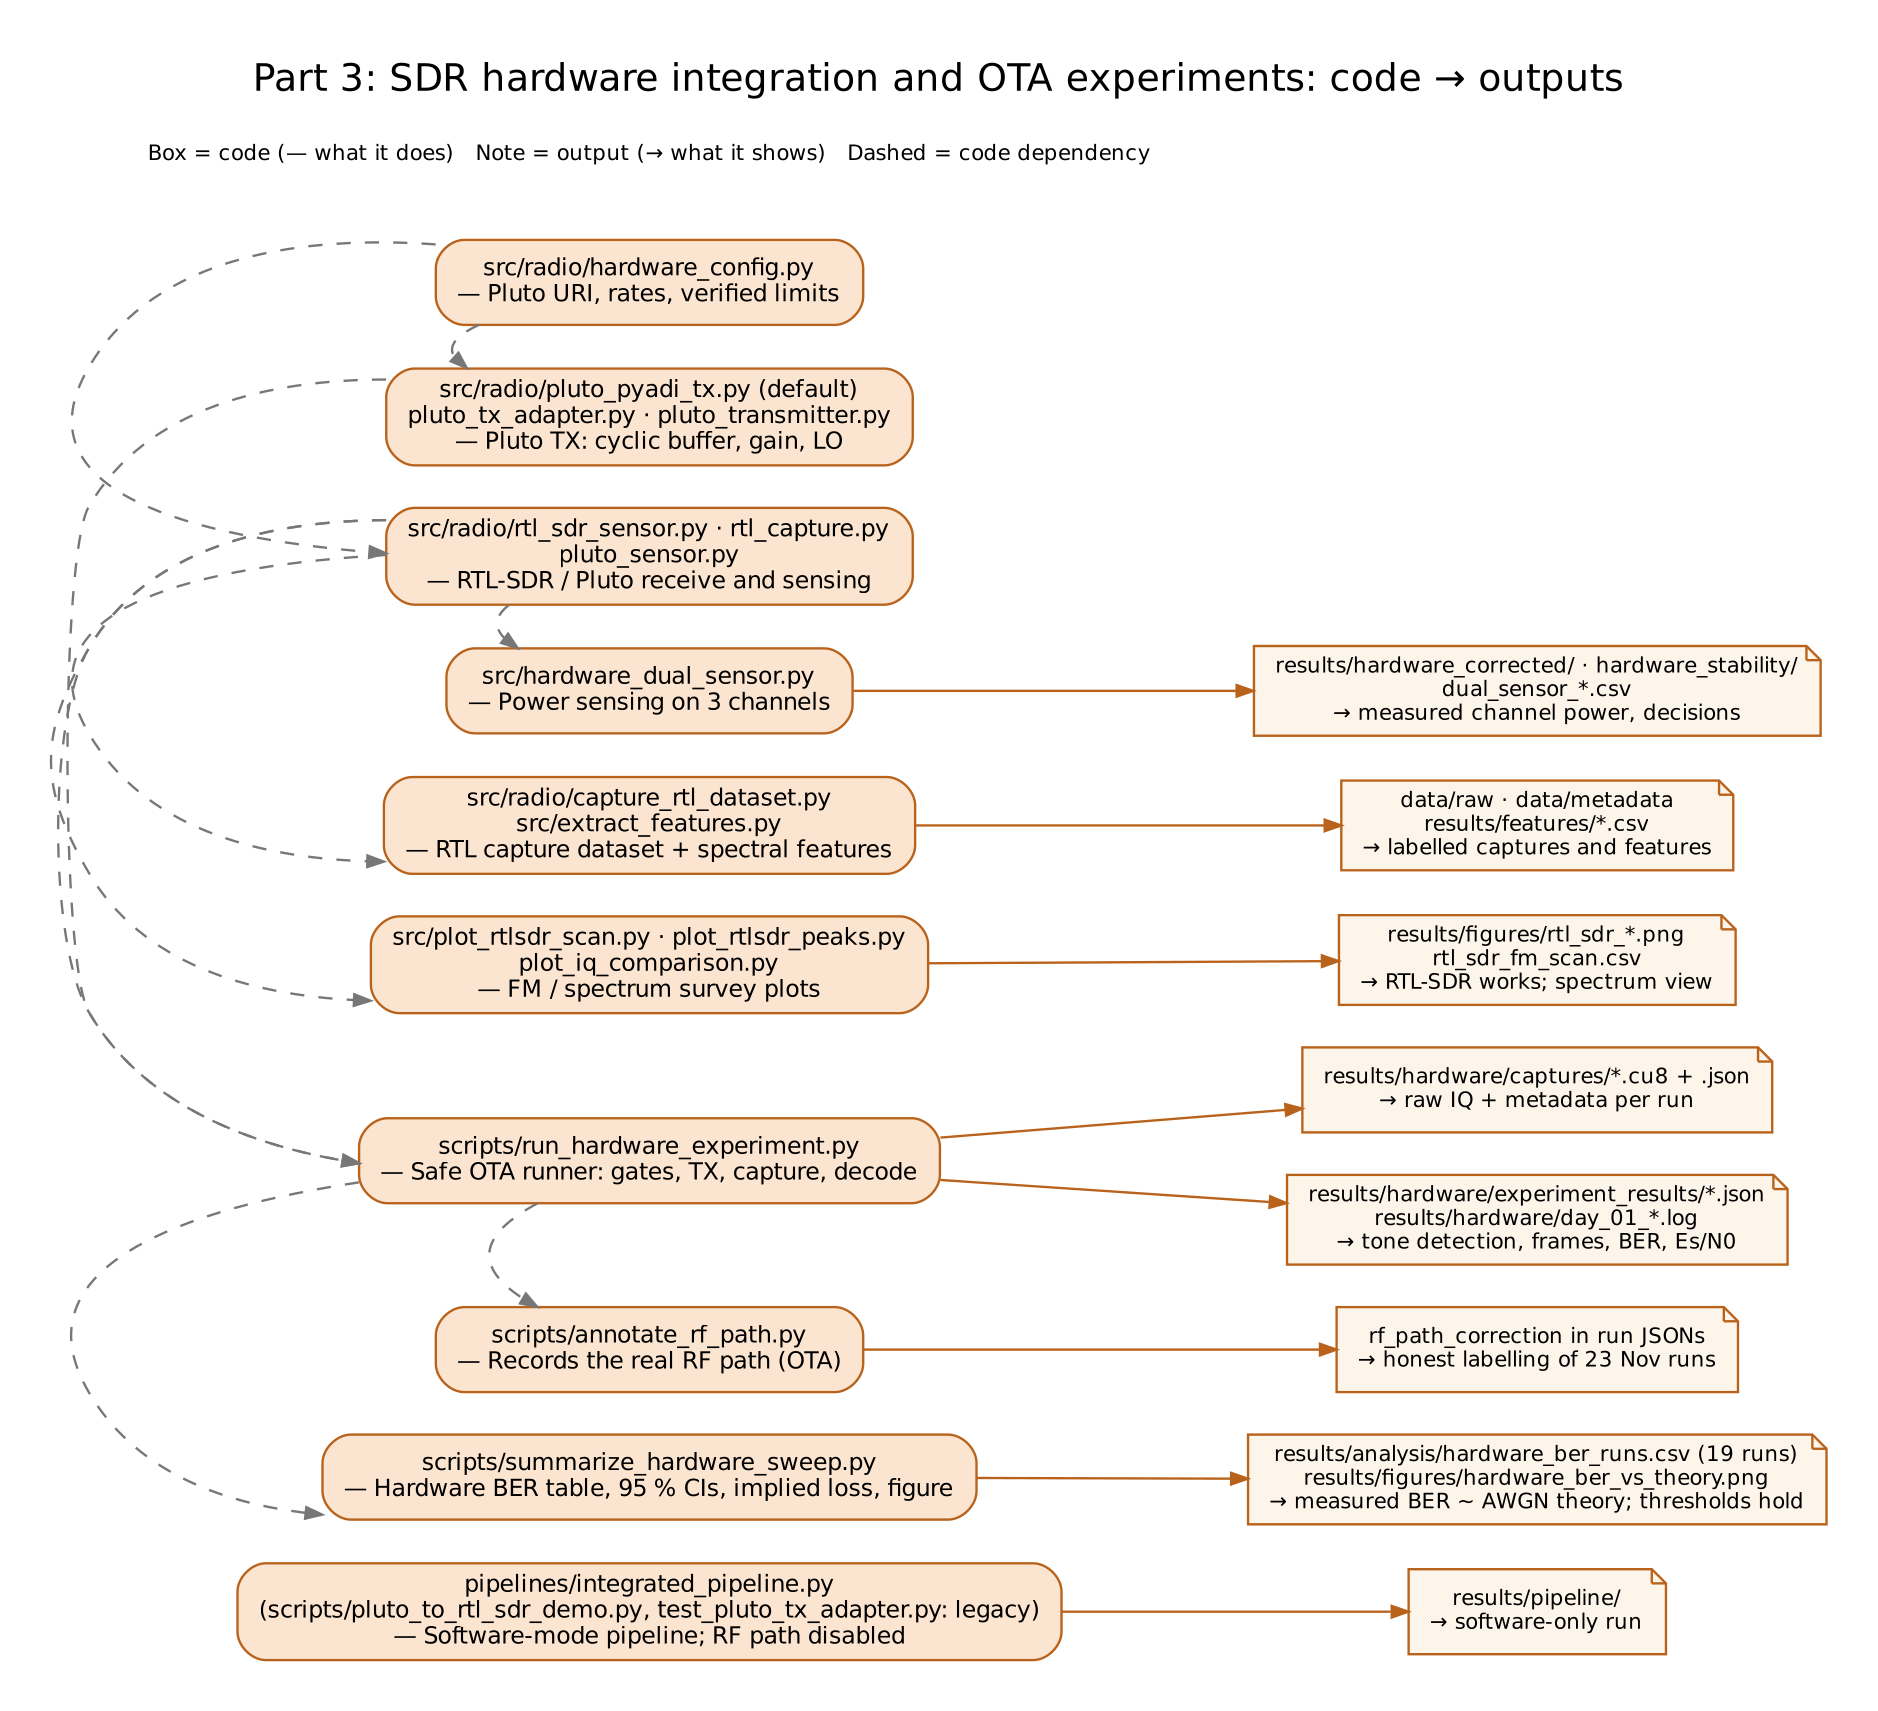 Part 3: SDR hardware integration and OTA experiments: code → outputs
Box = code (— what it does)   Note = output (→ what it shows)   Dashed = code dependency
src/radio/hardware_config.py
— Pluto URI, rates, verified limits
src/radio/pluto_pyadi_tx.py (default)
pluto_tx_adapter.py · pluto_transmitter.py
— Pluto TX: cyclic buffer, gain, LO
src/radio/rtl_sdr_sensor.py · rtl_capture.py
pluto_sensor.py
— RTL-SDR / Pluto receive and sensing
src/hardware_dual_sensor.py
— Power sensing on 3 channels
results/hardware_corrected/ · hardware_stability/
dual_sensor_*.csv
→ measured channel power, decisions
src/radio/capture_rtl_dataset.py
src/extract_features.py
— RTL capture dataset + spectral features
data/raw · data/metadata
results/features/*.csv
→ labelled captures and features
src/plot_rtlsdr_scan.py · plot_rtlsdr_peaks.py
plot_iq_comparison.py
— FM / spectrum survey plots
results/figures/rtl_sdr_*.png
rtl_sdr_fm_scan.csv
→ RTL-SDR works; spectrum view
results/hardware/captures/*.cu8 + .json
→ raw IQ + metadata per run
scripts/run_hardware_experiment.py
— Safe OTA runner: gates, TX, capture, decode
results/hardware/experiment_results/*.json
results/hardware/day_01_*.log
→ tone detection, frames, BER, Es/N0
scripts/annotate_rf_path.py
— Records the real RF path (OTA)
rf_path_correction in run JSONs
→ honest labelling of 23 Nov runs
scripts/summarize_hardware_sweep.py
— Hardware BER table, 95 % CIs, implied loss, figure
results/analysis/hardware_ber_runs.csv (19 runs)
results/figures/hardware_ber_vs_theory.png
→ measured BER ~ AWGN theory; thresholds hold
pipelines/integrated_pipeline.py
(scripts/pluto_to_rtl_sdr_demo.py, test_pluto_tx_adapter.py: legacy)
— Software-mode pipeline; RF path disabled
results/pipeline/
→ software-only run